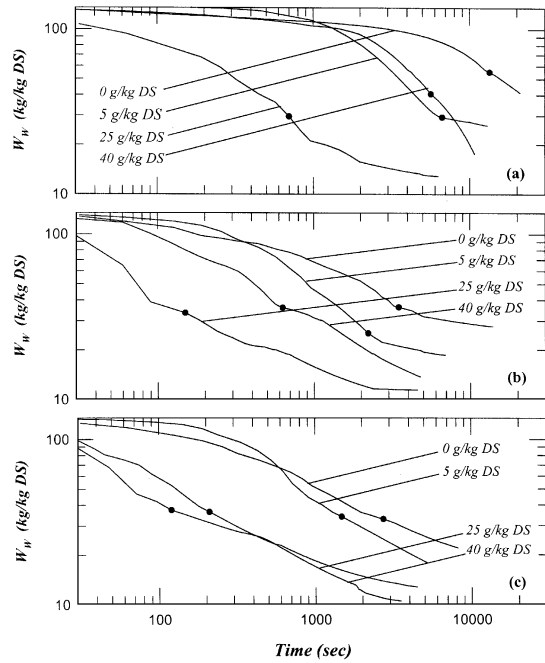 100
10
W_W (kg/kg DS)
0 g/kg DS
5 g/kg DS
25 g/kg DS
40 g/kg DS
(a)
100
10
W_W (kg/kg DS)
0 g/kg DS
5 g/kg DS
25 g/kg DS
40 g/kg DS
(b)
100
10
W_W (kg/kg DS)
0 g/kg DS
5 g/kg DS
25 g/kg DS
40 g/kg DS
(c)
100 1000 10000
Time (sec)